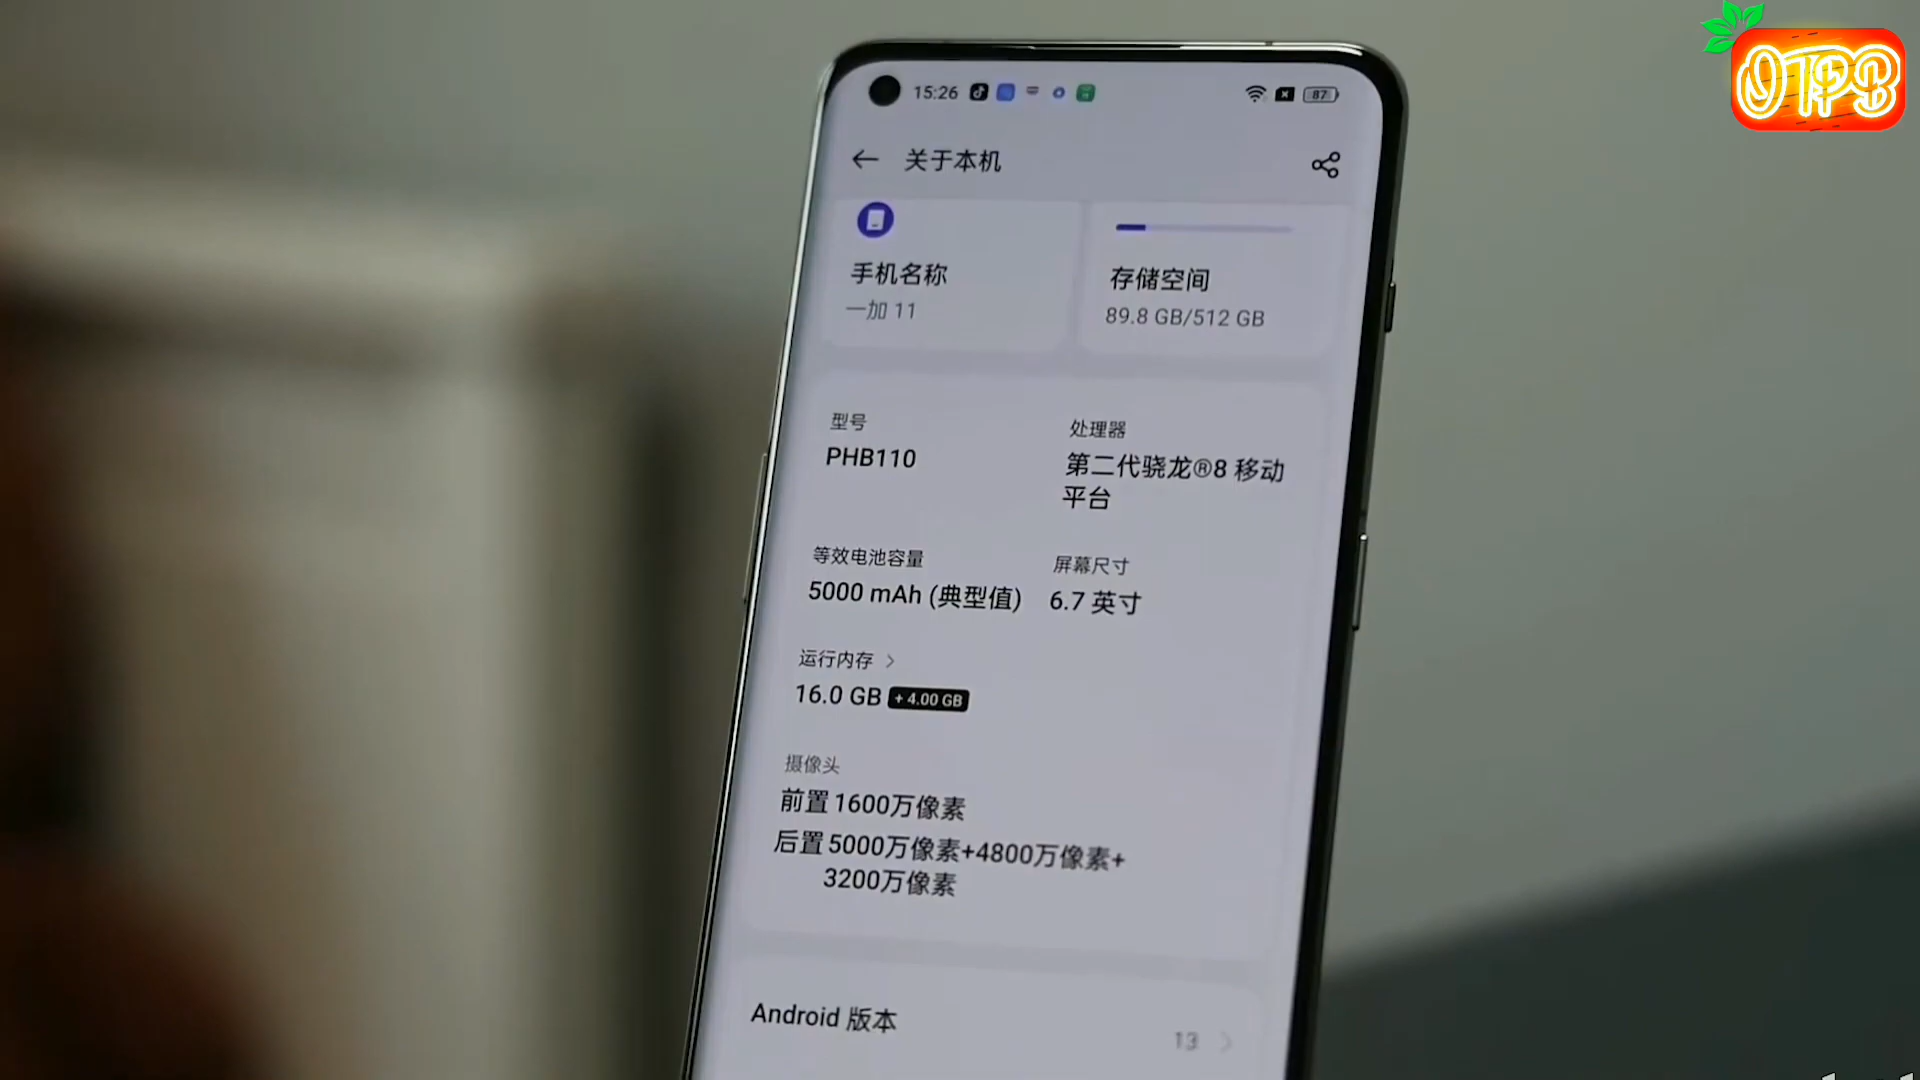 OTPS
15:26
87
关于本机
手机名称
一加 11
存储空间
89.8 GB/512 GB
型号
PHB110
处理器
第二代骁龙®8 移动
平台
等效电池容量
5000 mAh (典型值)
屏幕尺寸
6.7 英寸
运行内存
16.0 GB + 4.00 GB
摄像头
前置 1600万像素
后置 5000万像素+4800万像素+
3200万像素
Android 版本
13